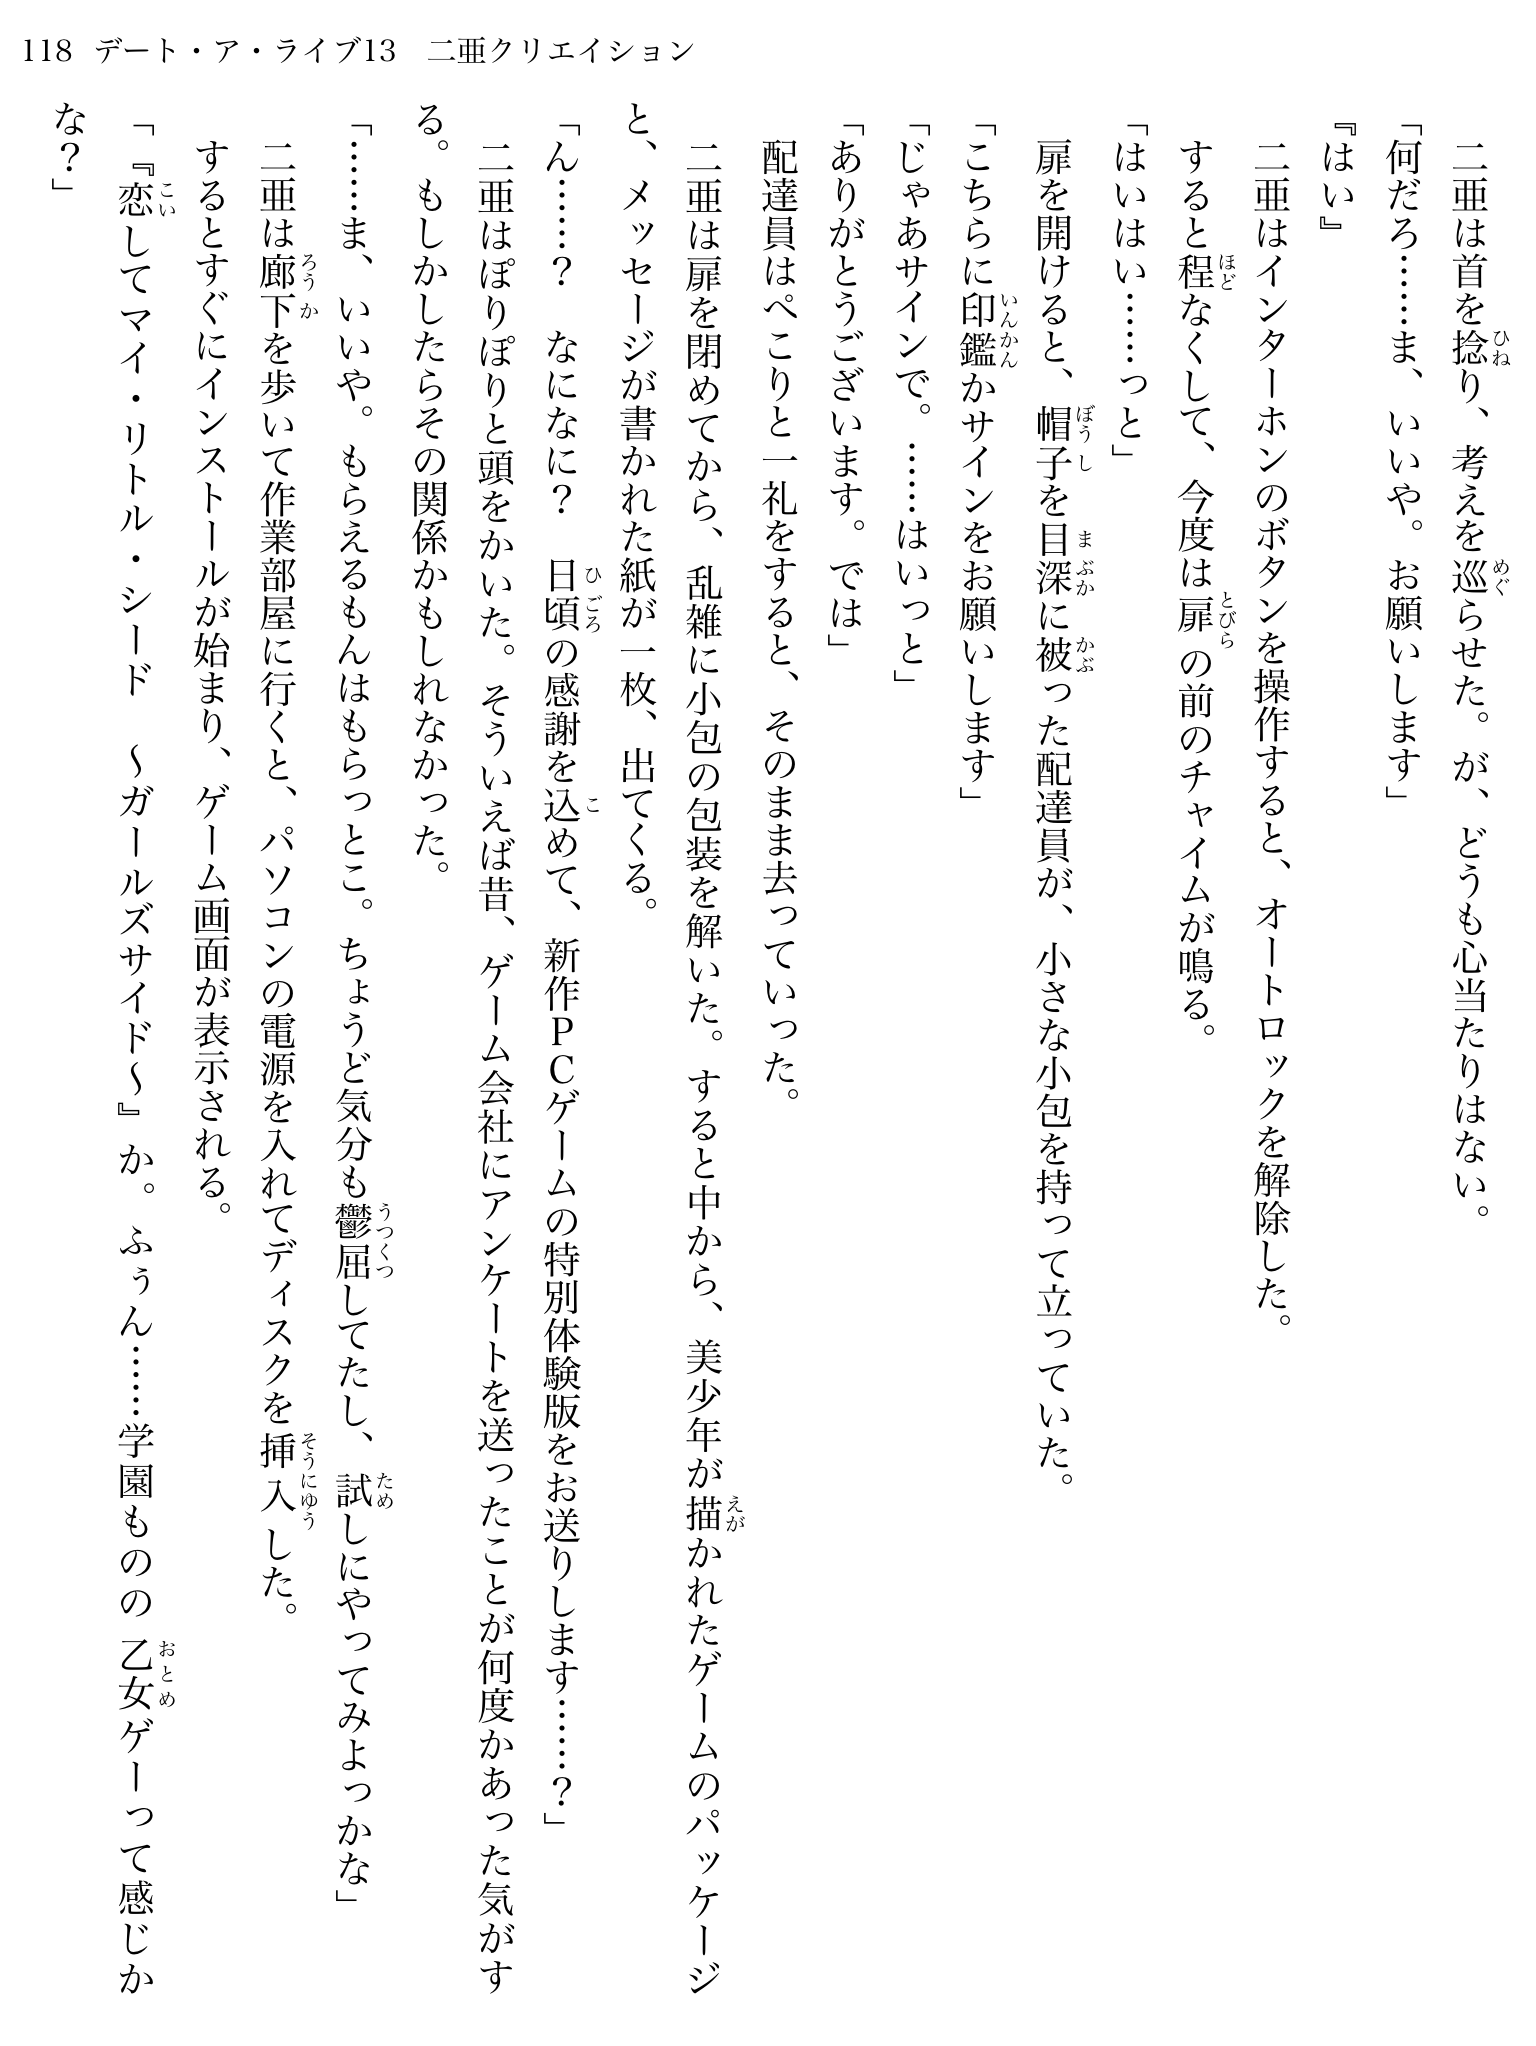 118 デート・ア・ライブ13　二亜クリエイション
　二亜は首を捻り、考えを巡らせた。が、どうも心当たりはない。
「何だろ……ま、いいや。お願いします」
『はい』
　二亜はインターホンのボタンを操作すると、オートロックを解除した。
　すると程なくして、今度は扉の前のチャイムが鳴る。
「はいはい……っと」
　扉を開けると、帽子を目深に被った配達員が、小さな小包を持って立っていた。
「こちらに印鑑かサインをお願いします」
「じゃあサインで。……はいっと」
「ありがとうございます。では」
　配達員はぺこりと一礼をすると、そのまま去っていった。
　二亜は扉を閉めてから、乱雑に小包の包装を解いた。すると中から、美少年が描かれたゲームのパッケージ
と、メッセージが書かれた紙が一枚、出てくる。
「ん……？　なになに？　日頃の感謝を込めて、新作ＰＣゲームの特別体験版をお送りします……？」
　二亜はぽりぽりと頭をかいた。そういえば昔、ゲーム会社にアンケートを送ったことが何度かあった気がす
る。もしかしたらその関係かもしれなかった。
「……ま、いいや。もらえるもんはもらっとこ。ちょうど気分も鬱屈してたし、試しにやってみよっかな」
　二亜は廊下を歩いて作業部屋に行くと、パソコンの電源を入れてディスクを挿入した。
　するとすぐにインストールが始まり、ゲーム画面が表示される。
「『恋してマイ・リトル・シード　〜ガールズサイド〜』か。ふぅん……学園ものの乙女ゲーって感じか
な？」